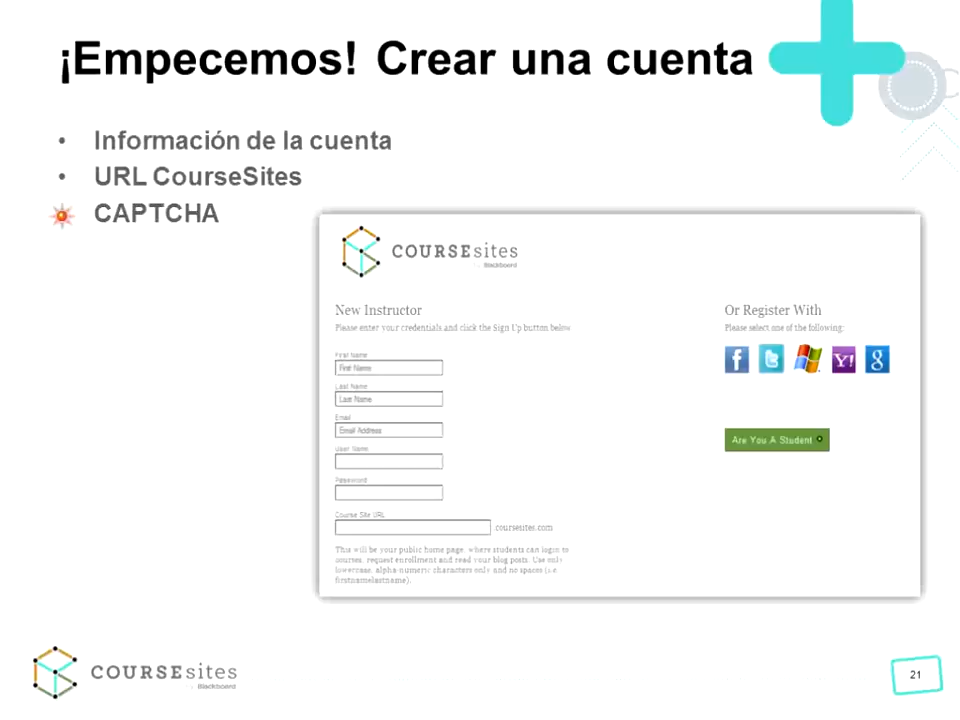 ¡Empecemos! Crear una cuenta
• Información de la cuenta
• URL CourseSites
CAPTCHA
COURSEsites
by Blackboard
New Instructor
Please enter your credentials and click the Sign Up button below
First Name
First Name
Last Name
Last Name
Email
Email Address
User Name
Password
Course Site URL
.coursesites.com
This will be your public home page, where students can login to
courses, request enrollment and read your blog posts. Use only
lowercase, alpha-numeric characters only and no spaces (i.e.
firstnamelastname).
Or Register With
Please select one of the following:
f
t
Y!
g
Are You A Student
COURSEsites
by Blackboard
21